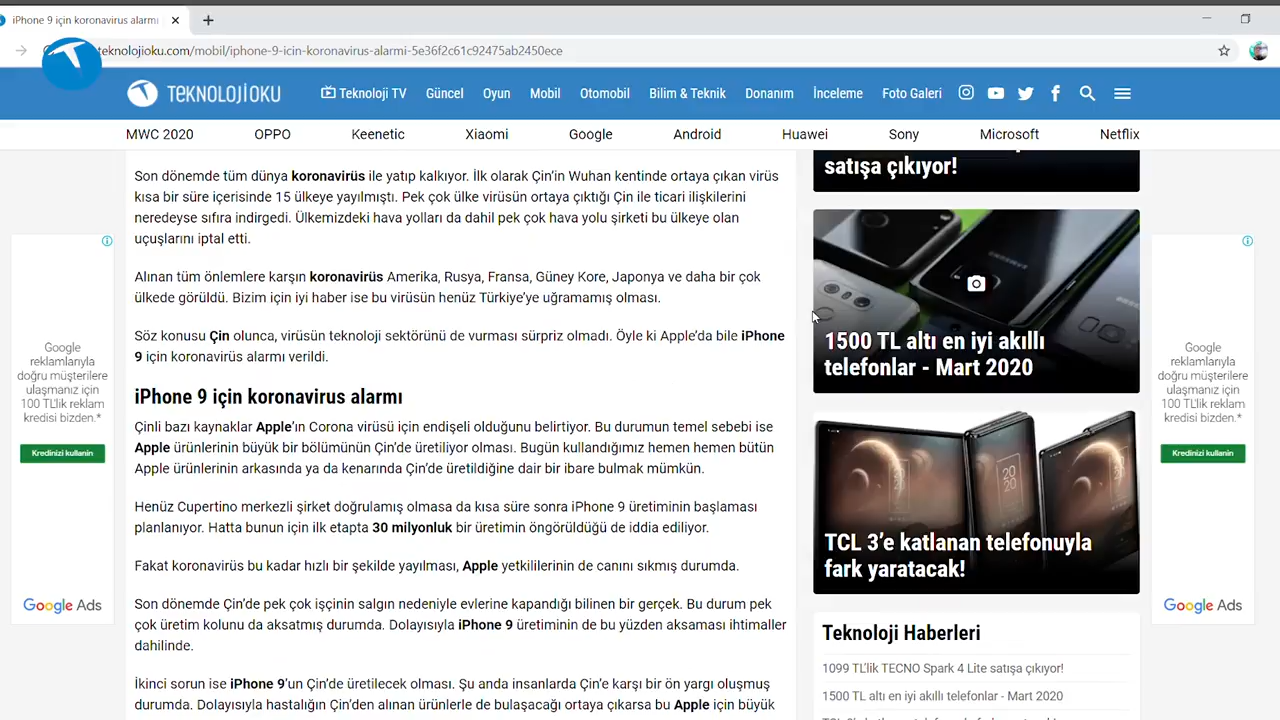 iPhone 9 için koronavirus alarmı
teknolojioku.com/mobil/iphone-9-icin-koronavirus-alarmi-5e36f2c61c92475ab2450ece
TEKNOLOJİOKU
Teknoloji TV Güncel Oyun Mobil Otomobil Bilim & Teknik Donanım İnceleme Foto Galeri
MWC 2020 OPPO Keenetic Xiaomi Google Android Huawei Sony Microsoft Netflix
Son dönemde tüm dünya koronavirüs ile yatıp kalkıyor. İlk olarak Çin'in Wuhan kentinde ortaya çıkan virüs
kısa bir süre içerisinde 15 ülkeye yayılmıştı. Pek çok ülke virüsün ortaya çıktığı Çin ile ticari ilişkilerini
neredeyse sıfıra indirgedi. Ülkemizdeki hava yolları da dahil pek çok hava yolu şirketi bu ülkeye olan
uçuşlarını iptal etti.
Alınan tüm önlemlere karşın koronavirüs Amerika, Rusya, Fransa, Güney Kore, Japonya ve daha bir çok
ülkede görüldü. Bizim için iyi haber ise bu virüsün henüz Türkiye'ye uğramamış olması.
Söz konusu Çin olunca, virüsün teknoloji sektörünü de vurması sürpriz olmadı. Öyle ki Apple'da bile iPhone
9 için koronavirüs alarmı verildi.
iPhone 9 için koronavirus alarmı
Çinli bazı kaynaklar Apple'ın Corona virüsü için endişeli olduğunu belirtiyor. Bu durumun temel sebebi ise
Apple ürünlerinin büyük bir bölümünün Çin'de üretiliyor olması. Bugün kullandığımız hemen hemen bütün
Apple ürünlerinin arkasında ya da kenarında Çin'de üretildiğine dair bir ibare bulmak mümkün.
Henüz Cupertino merkezli şirket doğrulamış olmasa da kısa süre sonra iPhone 9 üretiminin başlaması
planlanıyor. Hatta bunun için ilk etapta 30 milyonluk bir üretimin öngörüldüğü de iddia ediliyor.
Fakat koronavirüs bu kadar hızlı bir şekilde yayılması, Apple yetkililerinin de canını sıkmış durumda.
Son dönemde Çin'de pek çok işçinin salgın nedeniyle evlerine kapandığı bilinen bir gerçek. Bu durum pek
çok üretim kolunu da aksatmış durumda. Dolayısıyla iPhone 9 üretiminin de bu yüzden aksaması ihtimaller
dahilinde.
İkinci sorun ise iPhone 9'un Çin'de üretilecek olması. Şu anda insanlarda Çin'e karşı bir ön yargı oluşmuş
durumda. Dolayısıyla hastalığın Çin'den alınan ürünlerle de bulaşacağı ortaya çıkarsa bu Apple için büyük
satışa çıkıyor!
SAMSUNG
1500 TL altı en iyi akıllı
telefonlar - Mart 2020
20
20
TCL 3'e katlanan telefonuyla
fark yaratacak!
Teknoloji Haberleri
1099 TL'lik TECNO Spark 4 Lite satışa çıkıyor!
1500 TL altı en iyi akıllı telefonlar - Mart 2020
Google
reklamlarıyla
doğru müşterilere
ulaşmanız için
100 TL'lik reklam
kredisi bizden.*
Kredinizi kullanin
Google Ads
Google
reklamlarıyla
doğru müşterilere
ulaşmanız için
100 TL'lik reklam
kredisi bizden.*
Kredinizi kullanin
Google Ads